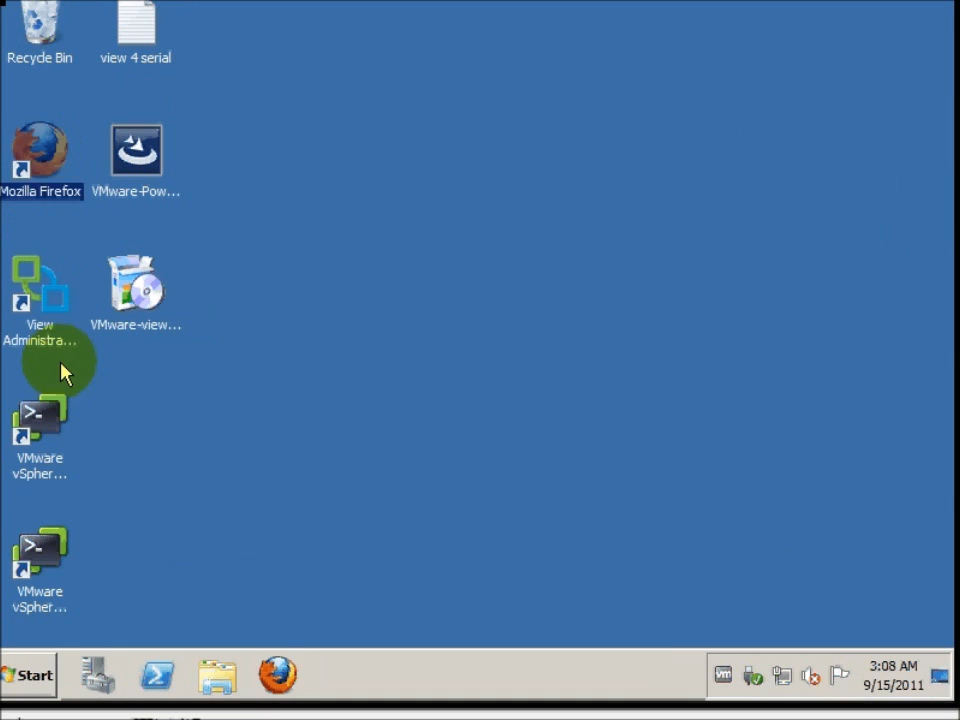 Recycle Bin
view 4 serial
Mozilla Firefox
VMware-Pow...
View
Administra...
VMware-view...
VMware
vSpher...
VMware
vSpher...
Start
vm
3:08 AM
9/15/2011